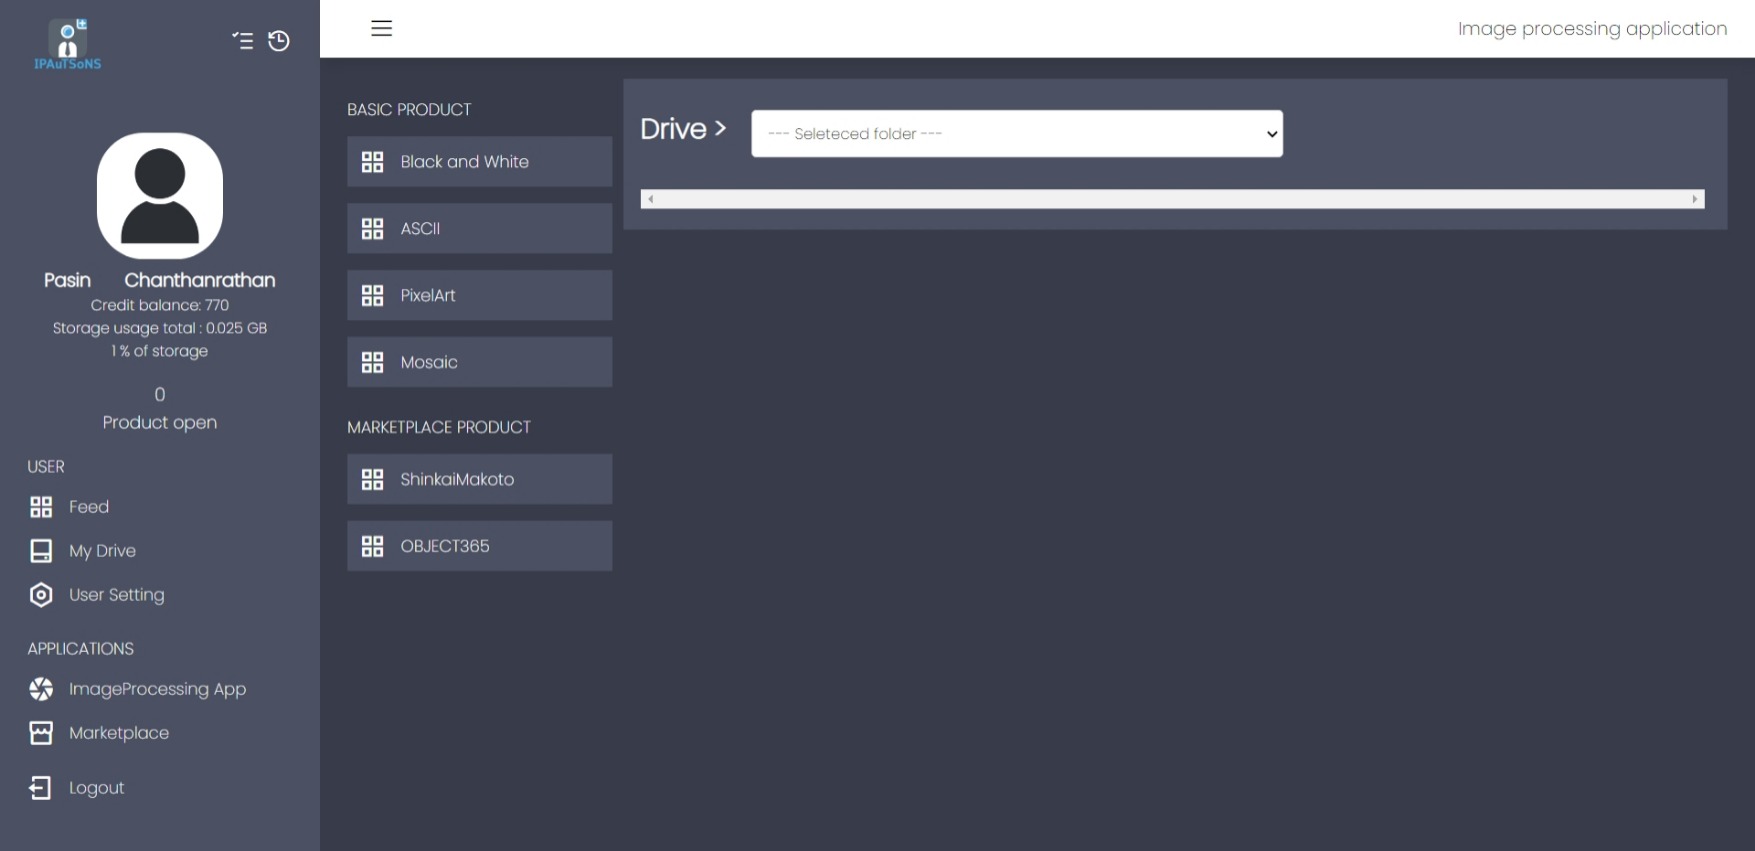 IPAuTSoNS
Pasin Chanthanrathan
Credit balance: 770
Storage usage total : 0.025 GB
1 % of storage
0
Product open
USER
Feed
My Drive
User Setting
APPLICATIONS
ImageProcessing App
Marketplace
Logout
Image processing application
BASIC PRODUCT
Black and White
ASCII
PixelArt
Mosaic
MARKETPLACE PRODUCT
ShinkaiMakoto
OBJECT365
Drive >
--- Seleteced folder ---